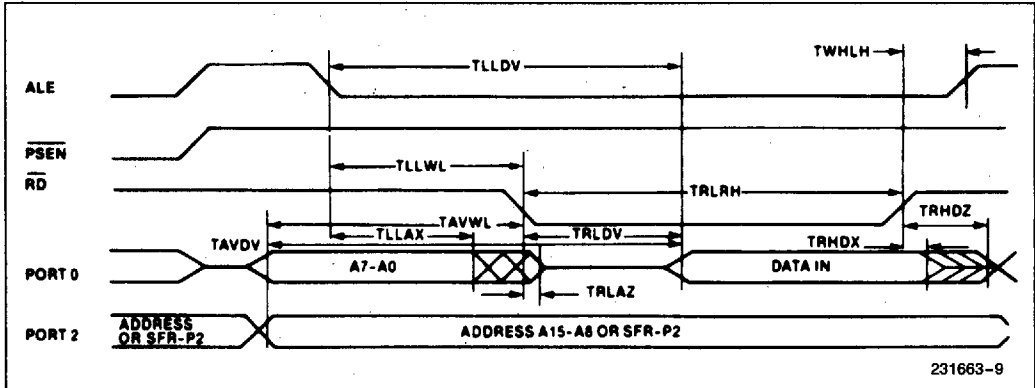 TWHLH
TLLDV
ALE
PSEN
TLLWL
RD
TRLRH
TAVWL
TRHDZ
TAVDV
TLLAX
TRLDV
TRHDX
PORT 0
A7-A0
DATA IN
TRLAZ
PORT 2
ADDRESS
OR SFR-P2
ADDRESS A15-A8 OR SFR-P2
231663-9